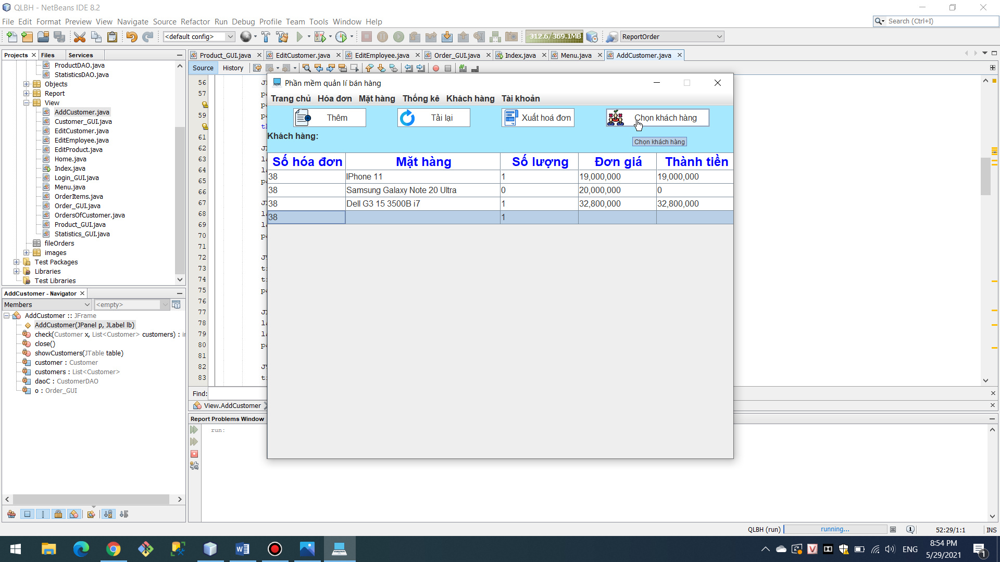 QLBH - NetBeans IDE 8.2
File Edit Format Preview View Navigate Source Refactor Run Debug Profile Team Tools Window Help
Search (Ctrl+I)
<default config>
312.6/369.1MB
ReportOrder
Projects Files Services
Product_GUI.java EditCustomer.java EditEmployee.java Order_GUI.java Index.java Menu.java AddCustomer.java
Source History
ProductDAO.java
StatisticsDAO.java
Objects
Report
View
AddCustomer.java
Customer_GUI.java
EditCustomer.java
EditEmployee.java
EditProduct.java
Home.java
Index.java
Login_GUI.java
Menu.java
OrderItems.java
Order_GUI.java
OrdersOfCustomer.java
Product_GUI.java
Statistics_GUI.java
fileOrders
images
Test Packages
Libraries
Test Libraries
AddCustomer - Navigator
Members
<empty>
AddCustomer :: JFrame
AddCustomer(JPanel p, JLabel lb)
check(Customer x, List<Customer> customers) : i
close()
showCustomers(JTable table)
customer : Customer
customers : List<Customer>
daoC : CustomerDAO
o : Order_GUI
56
57
59
61
62
63
64
65
66
67
68
69
70
71
72
73
74
75
76
77
78
79
80
81
82
83
Phần mềm quản lí bán hàng
Trang chủ Hóa đơn Mặt hàng Thống kê Khách hàng Tài khoản
Thêm
Tải lại
Xuất hoá đơn
Chọn khách hàng
Khách hàng:
Chọn khách hàng
Số hóa đơn Mặt hàng Số lượng Đơn giá Thành tiền
38 IPhone 11 1 19,000,000 19,000,000
38 Samsung Galaxy Note 20 Ultra 0 20,000,000 0
38 Dell G3 15 3500B i7 1 32,800,000 32,800,000
38 1
Find:
View.AddCustomer
Report Problems Window
run:
QLBH (run)
running...
1
52:29/1:1
INS
ENG
8:54 PM
5/29/2021
1